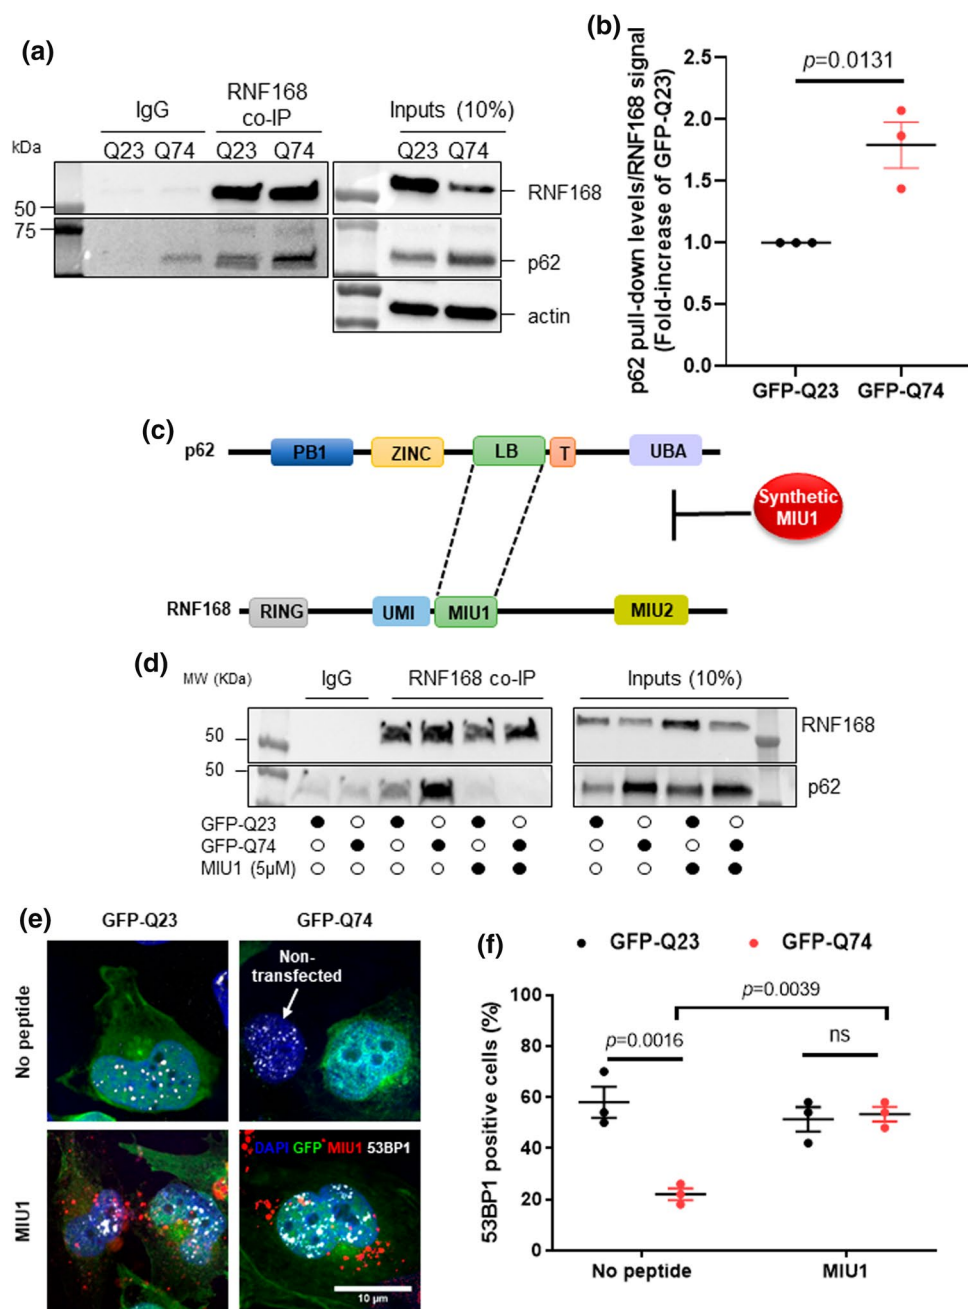 (a)
IgG
RNF168 co-IP
Inputs (10%)
kDa
Q23 Q74 Q23 Q74 Q23 Q74
50
75
RNF168
p62
actin
(b)
p62 pull-down levels/RNF168 signal
(Fold-increase of GFP-Q23)
p=0.0131
2.5
2.0
1.5
1.0
0.5
0.0
GFP-Q23 GFP-Q74
(c)
p62 PB1 ZINC LB T UBA
Synthetic MIU1
RNF168 RING UMI MIU1 MIU2
(d)
MW (KDa) IgG RNF168 co-IP Inputs (10%)
50 RNF168
50 p62
GFP-Q23
GFP-Q74
MIU1 (5µM)
(e)
GFP-Q23 GFP-Q74
No peptide
Non-transfected
MIU1
DAPI GFP MIU1 53BP1
10 µm
(f)
GFP-Q23 GFP-Q74
53BP1 positive cells (%)
100
80
60
40
20
0
p=0.0016
p=0.0039
ns
No peptide MIU1